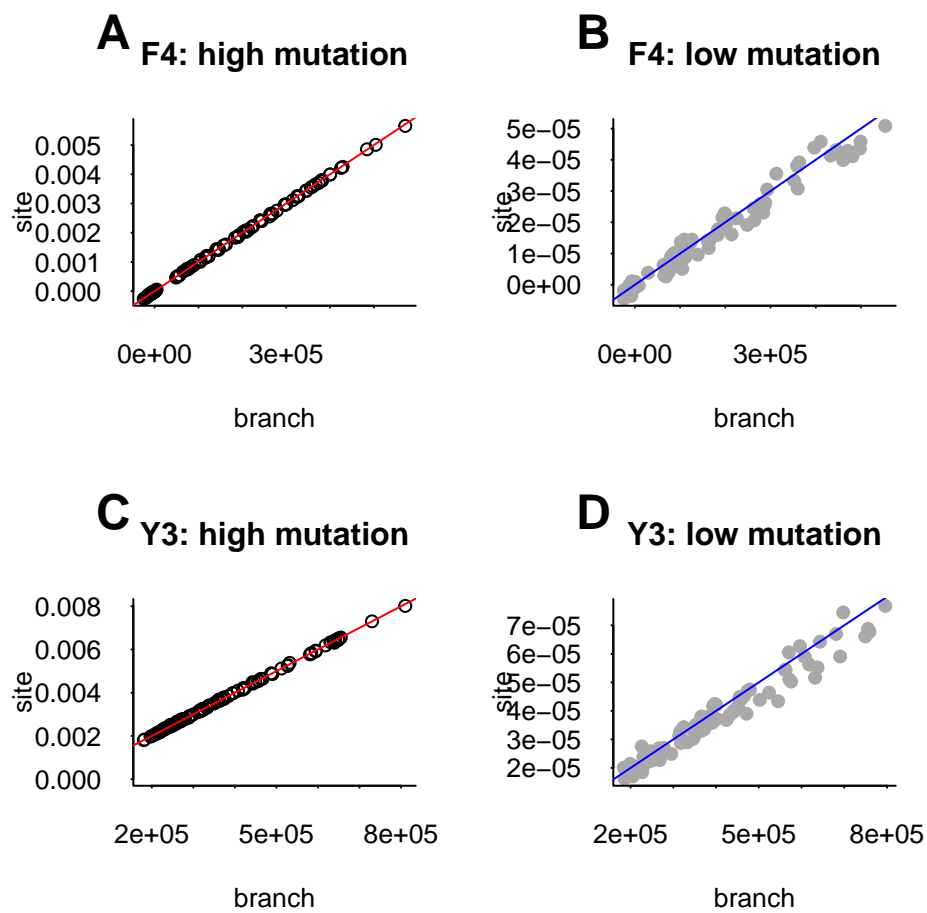 A
F4: high mutation
0.005
0.004
0.003
0.002
0.001
0.000
site
0e+00
3e+05
branch
B
F4: low mutation
5e−05
4e−05
3e−05
2e−05
1e−05
0e+00
site
0e+00
3e+05
branch
C
Y3: high mutation
0.008
0.006
0.004
0.002
0.000
site
2e+05
5e+05
8e+05
branch
D
Y3: low mutation
7e−05
6e−05
5e−05
4e−05
3e−05
2e−05
site
2e+05
5e+05
8e+05
branch